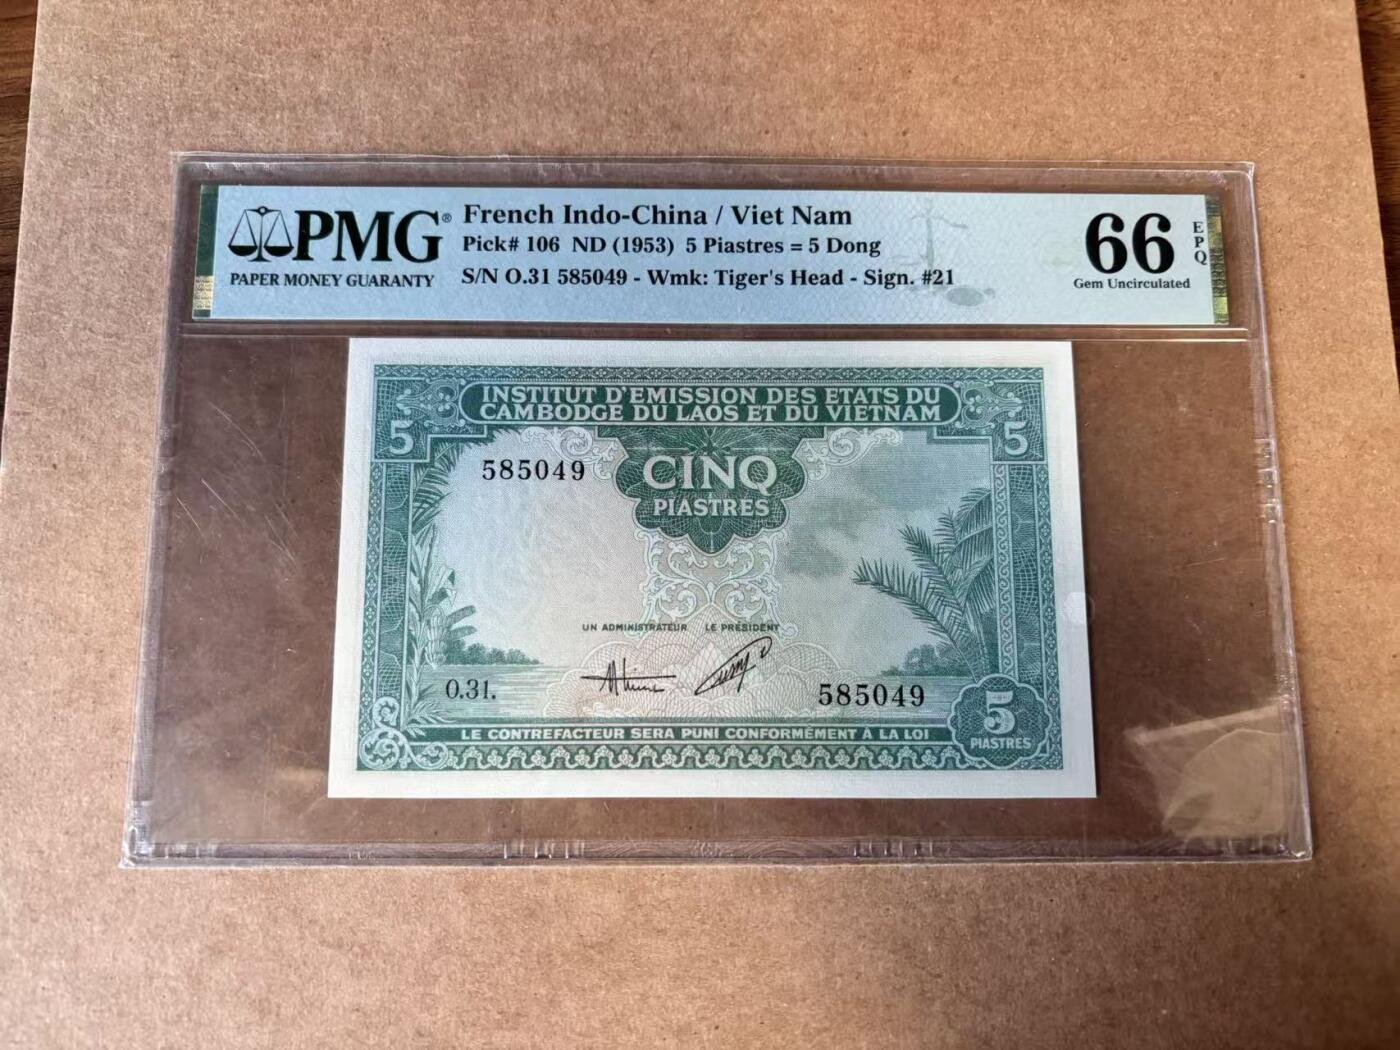 PMG®
PAPER MONEY GUARANTY
French Indo-China / Viet Nam
Pick# 106 ND (1953) 5 Piastres = 5 Dong
S/N O.31 585049 - Wmk: Tiger's Head - Sign. #21
66
EPQ
Gem Uncirculated
INSTITUT D'EMISSION DES ETATS DU
CAMBODGE DU LAOS ET DU VIETNAM
5
5
585049
CINQ
PIASTRES
UN ADMINISTRATEUR LE PRÉSIDENT
O.31.
585049
5
PIASTRES
LE CONTREFACTEUR SERA PUNI CONFORMÉMENT À LA LOI